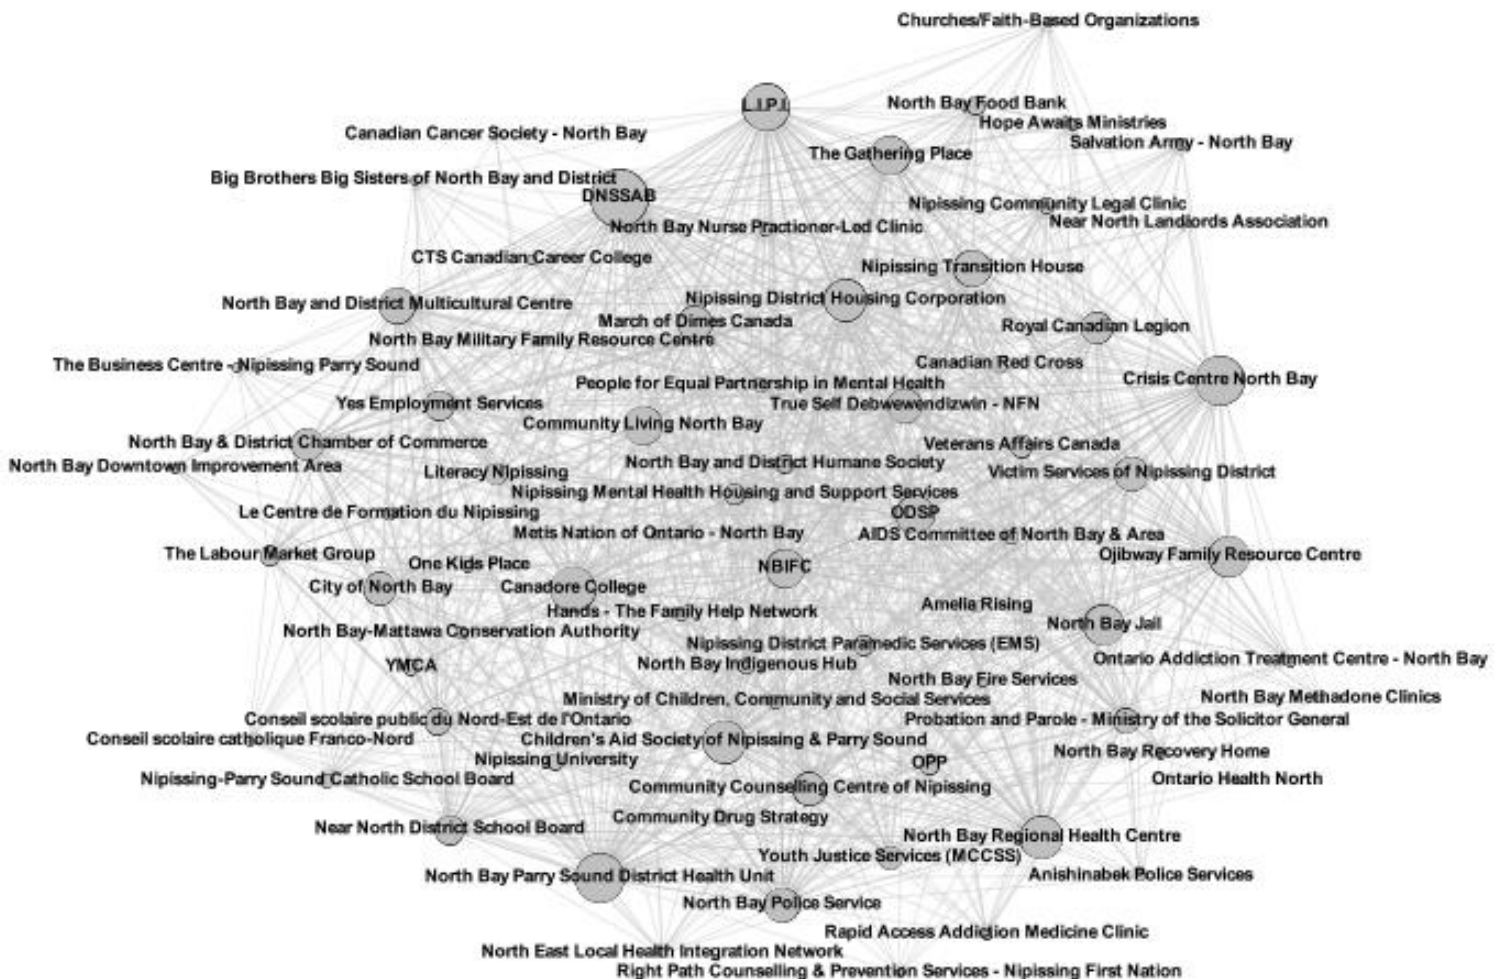 Churches/Faith-Based Organizations
L.I.P.I.
North Bay Food Bank
Hope Awaits Ministries
Canadian Cancer Society - North Bay
Salvation Army - North Bay
The Gathering Place
Big Brothers Big Sisters of North Bay and District
DNSSAB
Nipissing Community Legal Clinic
Near North Landlords Association
North Bay Nurse Practioner-Led Clinic
CTS Canadian Career College
Nipissing Transition House
North Bay and District Multicultural Centre
Nipissing District Housing Corporation
March of Dimes Canada
Royal Canadian Legion
North Bay Military Family Resource Centre
The Business Centre - Nipissing Parry Sound
Canadian Red Cross
Crisis Centre North Bay
People for Equal Partnership in Mental Health
Yes Employment Services
True Self Debwewendizwin - NFN
Community Living North Bay
North Bay & District Chamber of Commerce
Veterans Affairs Canada
North Bay Downtown Improvement Area
Literacy Nipissing
North Bay and District Humane Society
Victim Services of Nipissing District
Nipissing Mental Health Housing and Support Services
Le Centre de Formation du Nipissing
ODSP
Metis Nation of Ontario - North Bay
AIDS Committee of North Bay & Area
The Labour Market Group
One Kids Place
NBIFC
Ojibway Family Resource Centre
City of North Bay
Canadore College
Hands - The Family Help Network
Amelia Rising
North Bay Jail
North Bay-Mattawa Conservation Authority
Nipissing District Paramedic Services (EMS)
YMCA
North Bay Indigenous Hub
Ontario Addiction Treatment Centre - North Bay
North Bay Fire Services
Ministry of Children, Community and Social Services
North Bay Methadone Clinics
Conseil scolaire public du Nord-Est de l'Ontario
Probation and Parole - Ministry of the Solicitor General
Conseil scolaire catholique Franco-Nord
Children's Aid Society of Nipissing & Parry Sound
Nipissing University
OPP
North Bay Recovery Home
Nipissing-Parry Sound Catholic School Board
Community Counselling Centre of Nipissing
Ontario Health North
Community Drug Strategy
Near North District School Board
North Bay Regional Health Centre
Youth Justice Services (MCCSS)
North Bay Parry Sound District Health Unit
Anishinabek Police Services
North Bay Police Service
Rapid Access Addiction Medicine Clinic
North East Local Health Integration Network
Right Path Counselling & Prevention Services - Nipissing First Nation